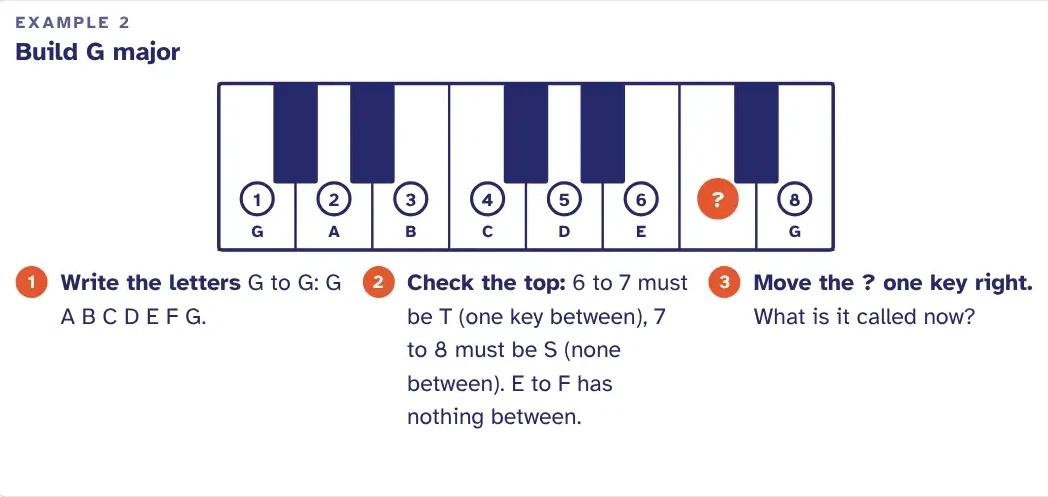 EXAMPLE 2
Build G major
1 2 3 4 5 6 ? 8
G A B C D E G
1 Write the letters G to G: G
A B C D E F G.
2 Check the top: 6 to 7 must
be T (one key between), 7
to 8 must be S (none
between). E to F has
nothing between.
3 Move the ? one key right.
What is it called now?